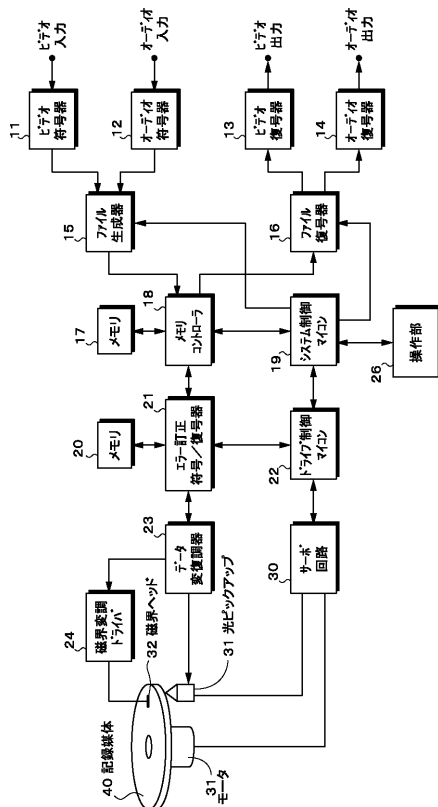 ビデオ
入力
オーディオ
入力
ビデオ
出力
オーディオ
出力
11
ビデオ
符号器
12
オーディオ
符号器
13
ビデオ
復号器
14
オーディオ
復号器
15
ファイル
生成器
16
ファイル
復号器
17
メモリ
18
メモリ
コントローラ
19
システム制御
マイコン
26
操作部
20
メモリ
21
エラー訂正
符号/復号器
22
ドライブ制御
マイコン
23
データ
変復調器
30
サーボ
回路
24
磁界変調
ドライバ
32 磁界ヘッド
31 光ピックアップ
40 記録媒体
31
モータ